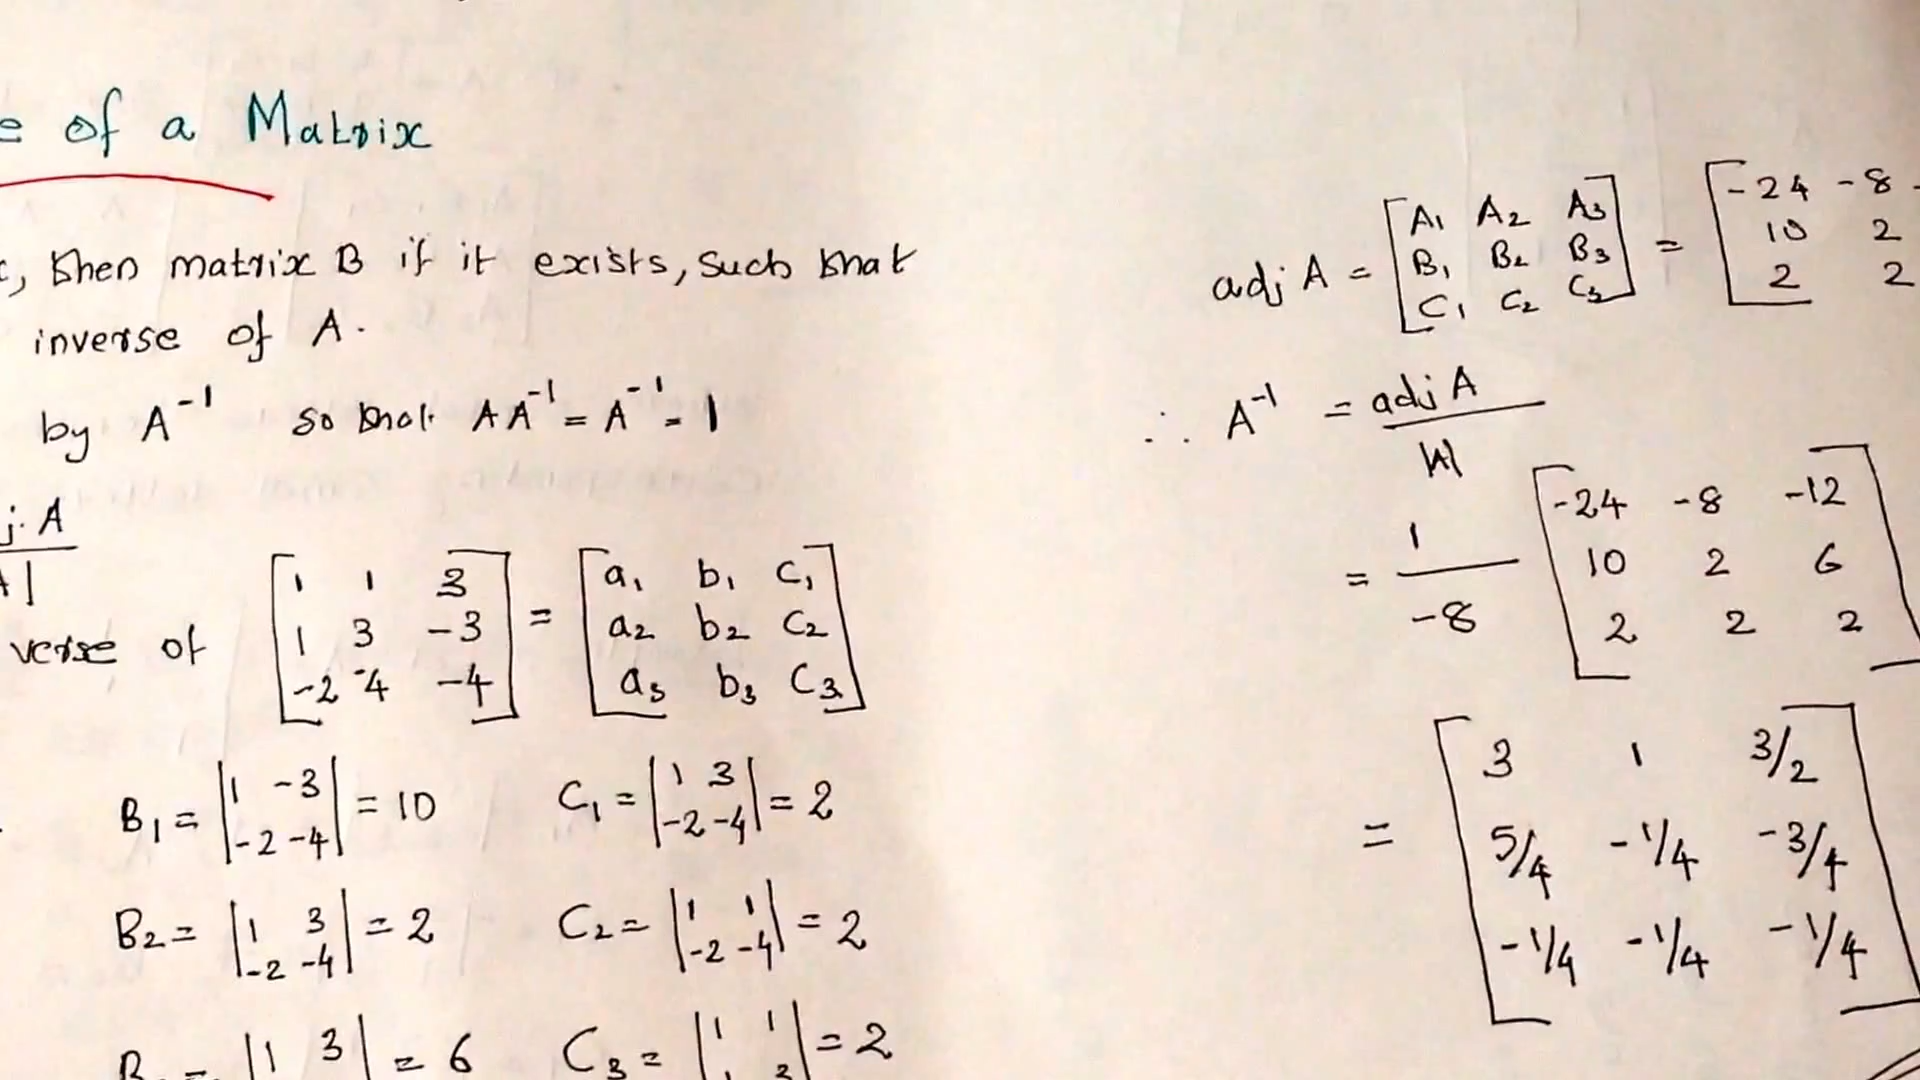 e of a Matrix
, then matrix B if it exists, such that
inverse of A.
by A⁻¹ so that AA⁻¹ = A⁻¹ = 1
j. A
A|
verse of [1 1 3 = [a₁ b₁ c₁
1 3 -3 a₂ b₂ c₂
-2 -4 -4] a₃ b₃ c₃]
B₁ = |1 -3 = 10 C₁ = |1 3 = 2
-2 -4| -2 -4|
B₂ = |1 3 = 2 C₂ = |1 1 = 2
-2 -4| -2 -4|
|1 3| = 6 C₃ = |1 1| = 2
adj A = [A₁ A₂ A₃ = [-24 -8
B₁ B₂ B₃ 10 2
C₁ C₂ C₃] 2 2
∴ A⁻¹ = adj A
|A|
= 1 [-24 -8 -12
-8 10 2 6
2 2 2]
= [3 1 3/2
5/4 -1/4 -3/4
-1/4 -1/4 -1/4]